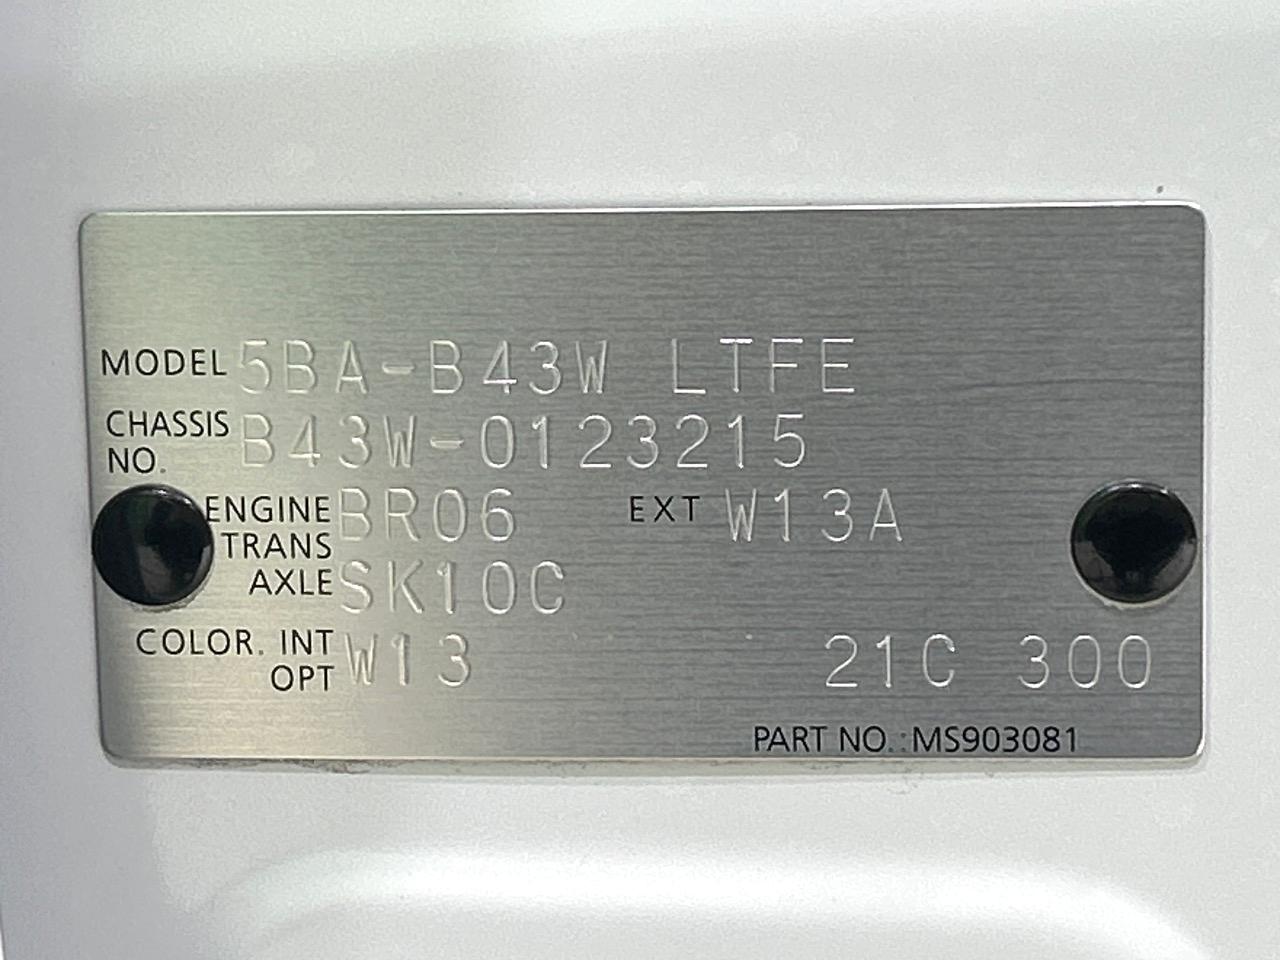 MODEL 5BA-B43W LTFE
CHASSIS NO. B43W-0123215
ENGINE BR06 EXT W13A
TRANS AXLE SK10C
COLOR. INT OPT W13 21C 300
PART NO.:MS903081